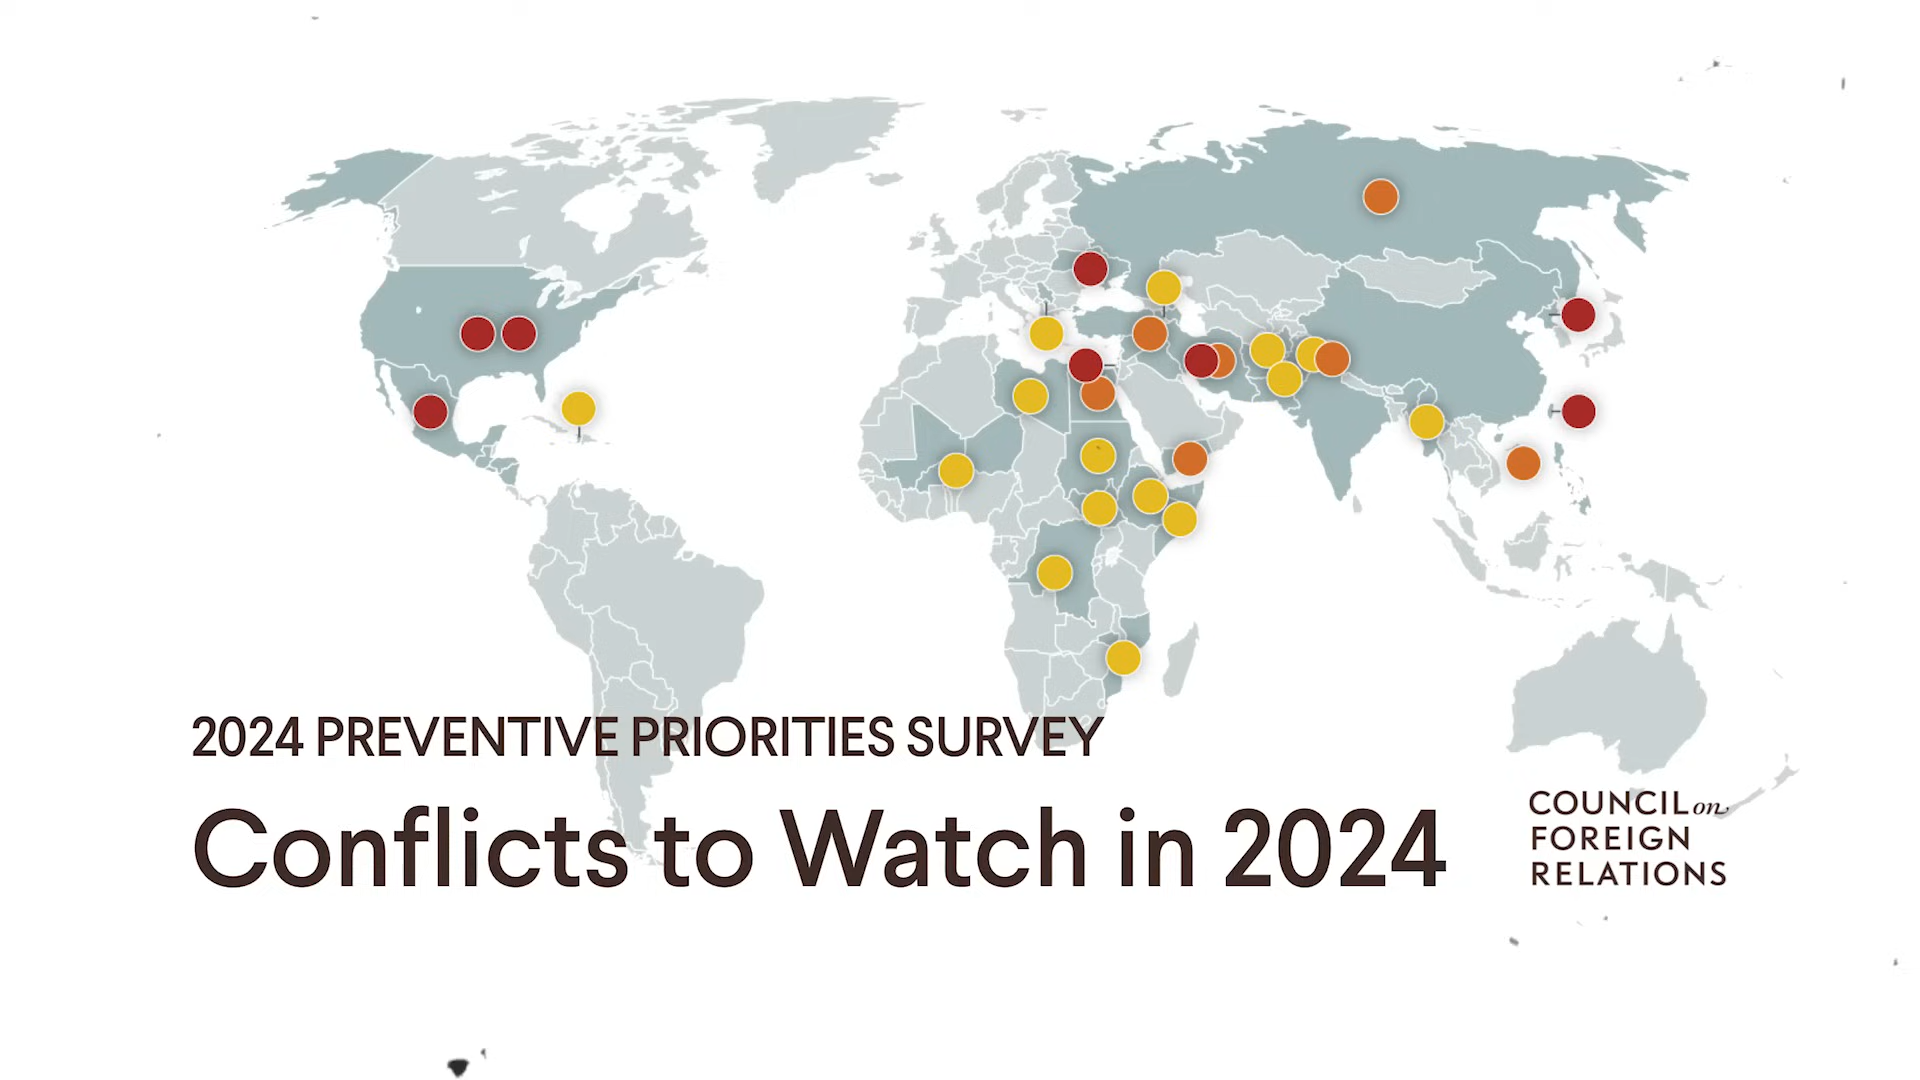 2024 PREVENTIVE PRIORITIES SURVEY
Conflicts to Watch in 2024
COUNCIL on
FOREIGN
RELATIONS